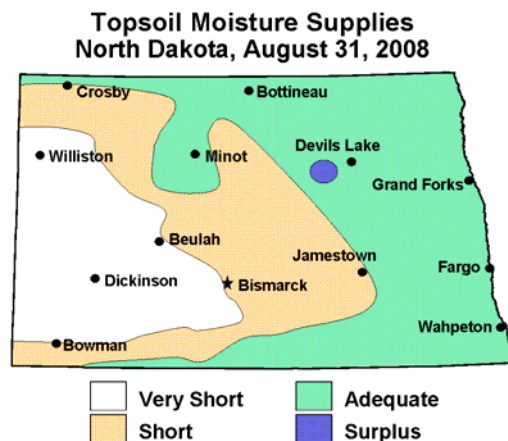 Topsoil Moisture Supplies
North Dakota, August 31, 2008
Crosby
Bottineau
Williston
Minot
Devils Lake
Grand Forks
Beulah
Jamestown
Fargo
Dickinson
Bismarck
Wahpeton
Bowman
Very Short
Adequate
Short
Surplus